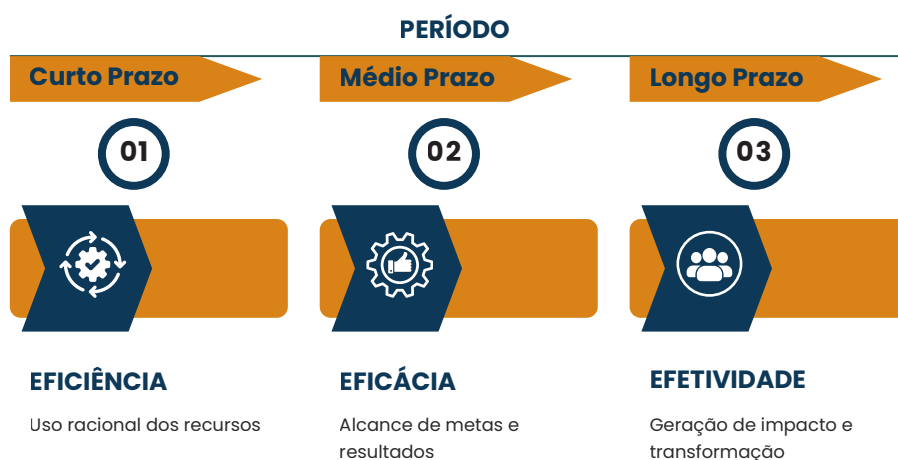 PERÍODO
Curto Prazo
Médio Prazo
Longo Prazo
01
02
03
EFICIÊNCIA
Uso racional dos recursos
EFICÁCIA
Alcance de metas e
resultados
EFETIVIDADE
Geração de impacto e
transformação